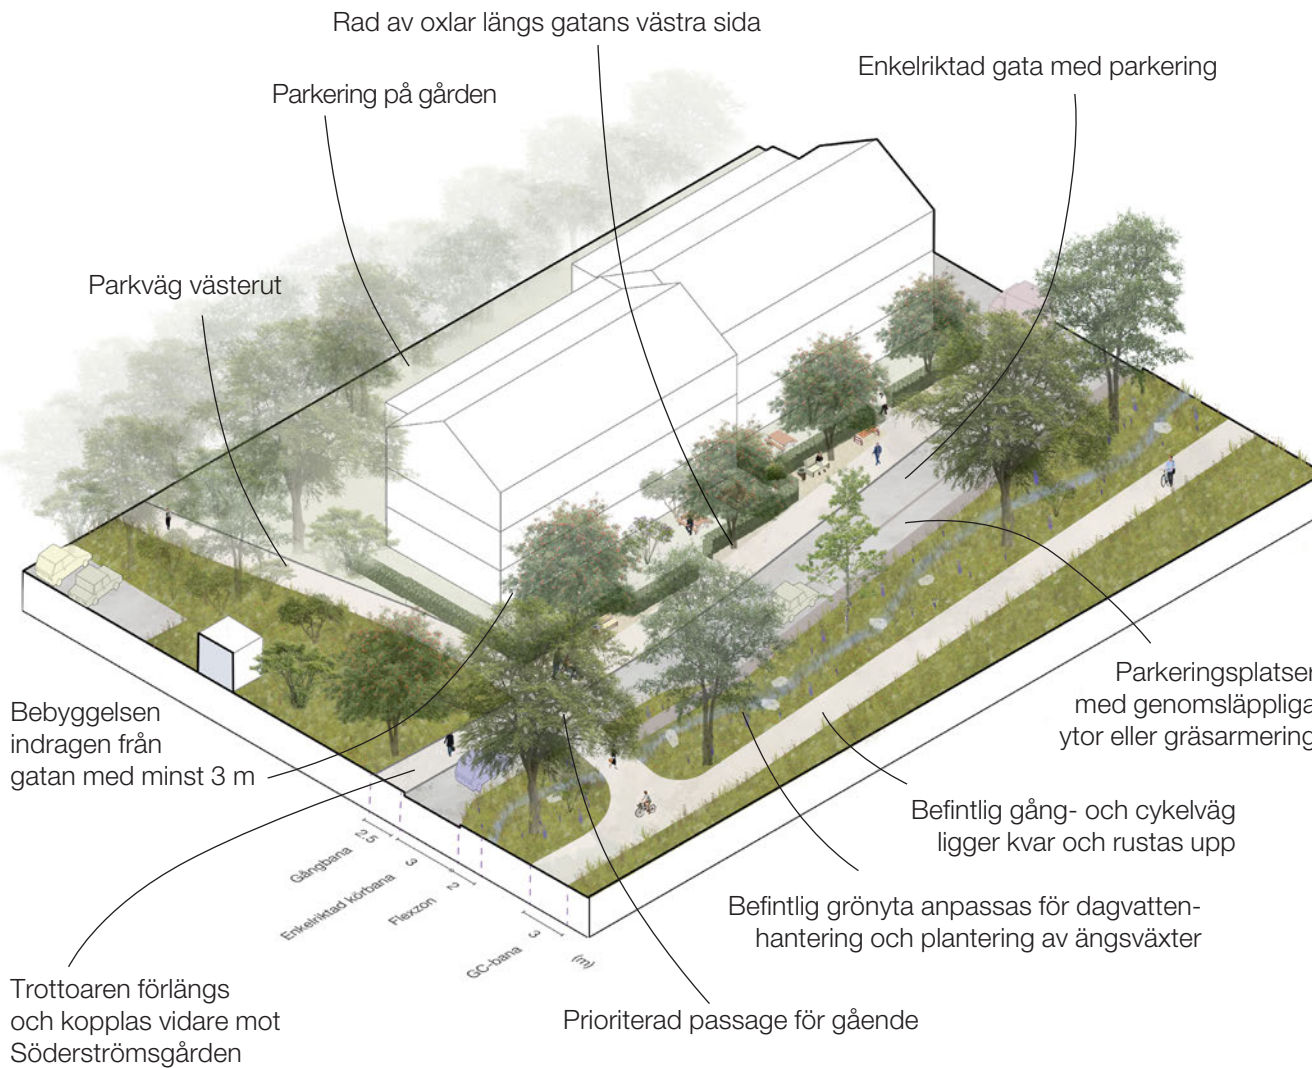 Rad av oxlar längs gatans västra sida
Enkelriktad gata med parkering
Parkering på gården
Parkväg västerut
Parkeringsplatser
med genomsläppliga
ytor eller gräsarmering
Bebyggelsen
indragen från
gatan med minst 3 m
Befintlig gång- och cykelväg
ligger kvar och rustas upp
Befintlig grönyta anpassas för dagvatten-
hantering och plantering av ängsväxter
Prioriterad passage för gående
Trottoaren förlängs
och kopplas vidare mot
Söderströmsgården
2,5
Gångbana
3
Enkelriktad körbana
2
Flexzon
3
GC-bana
(m)